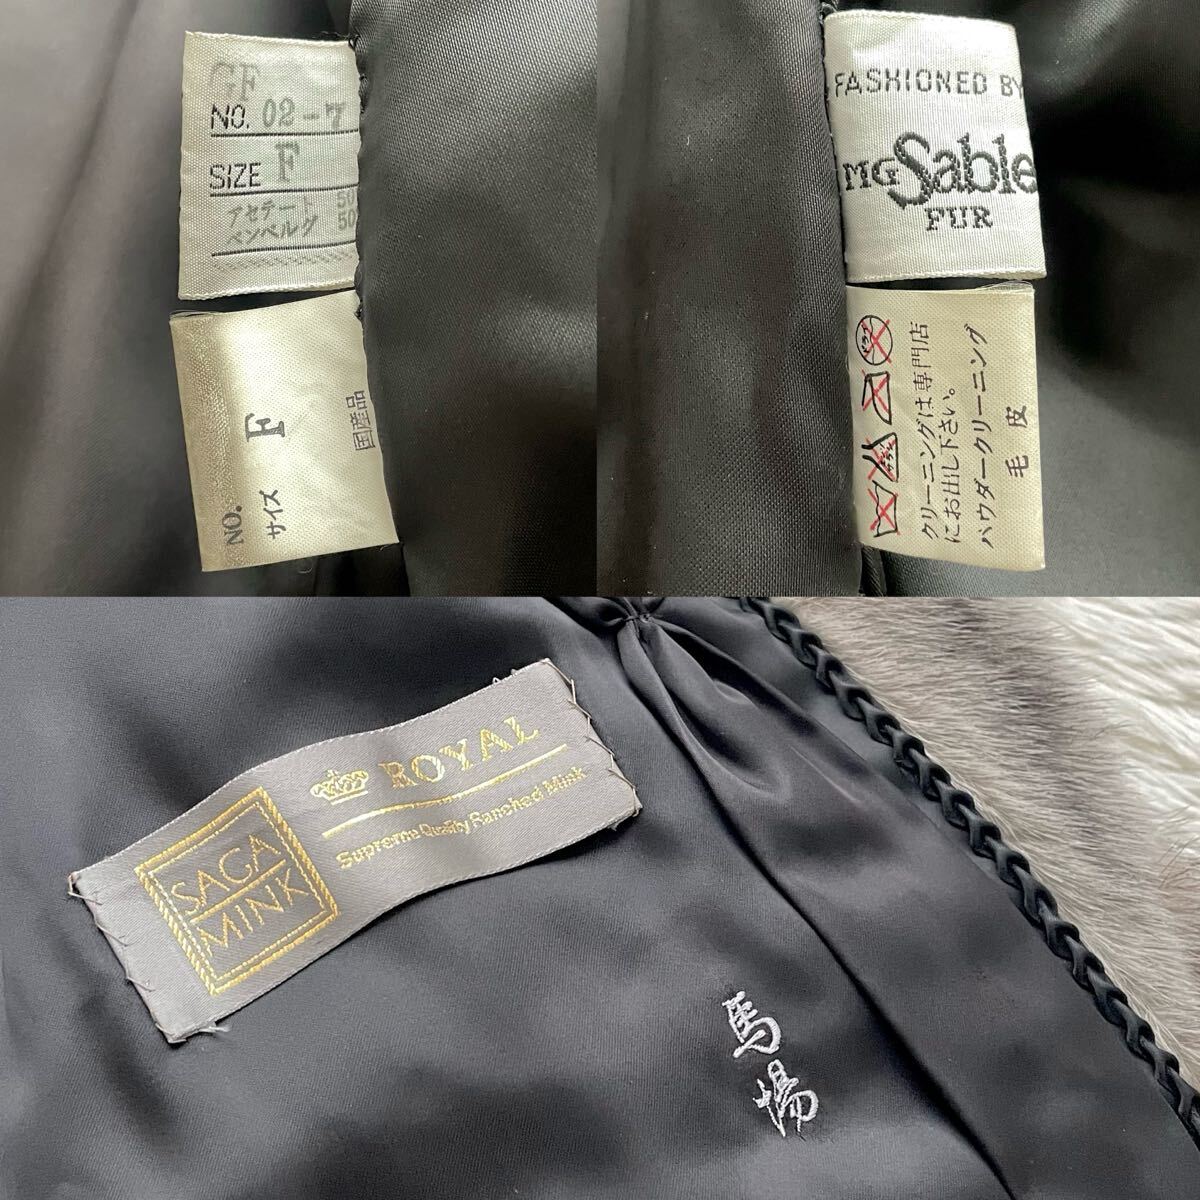 GF
NO. 02-7
SIZE F
アセテート 50
ベンベルグ 50
NO.
サイズ F
国産品
FASHIONED BY
MG Sable
FUR
ドライ
クリーニングは専門店
にお出し下さい。
パウダークリーニング
毛皮
SAGA
MINK
ROYAL
Supreme Quality Ranched Mink
馬場